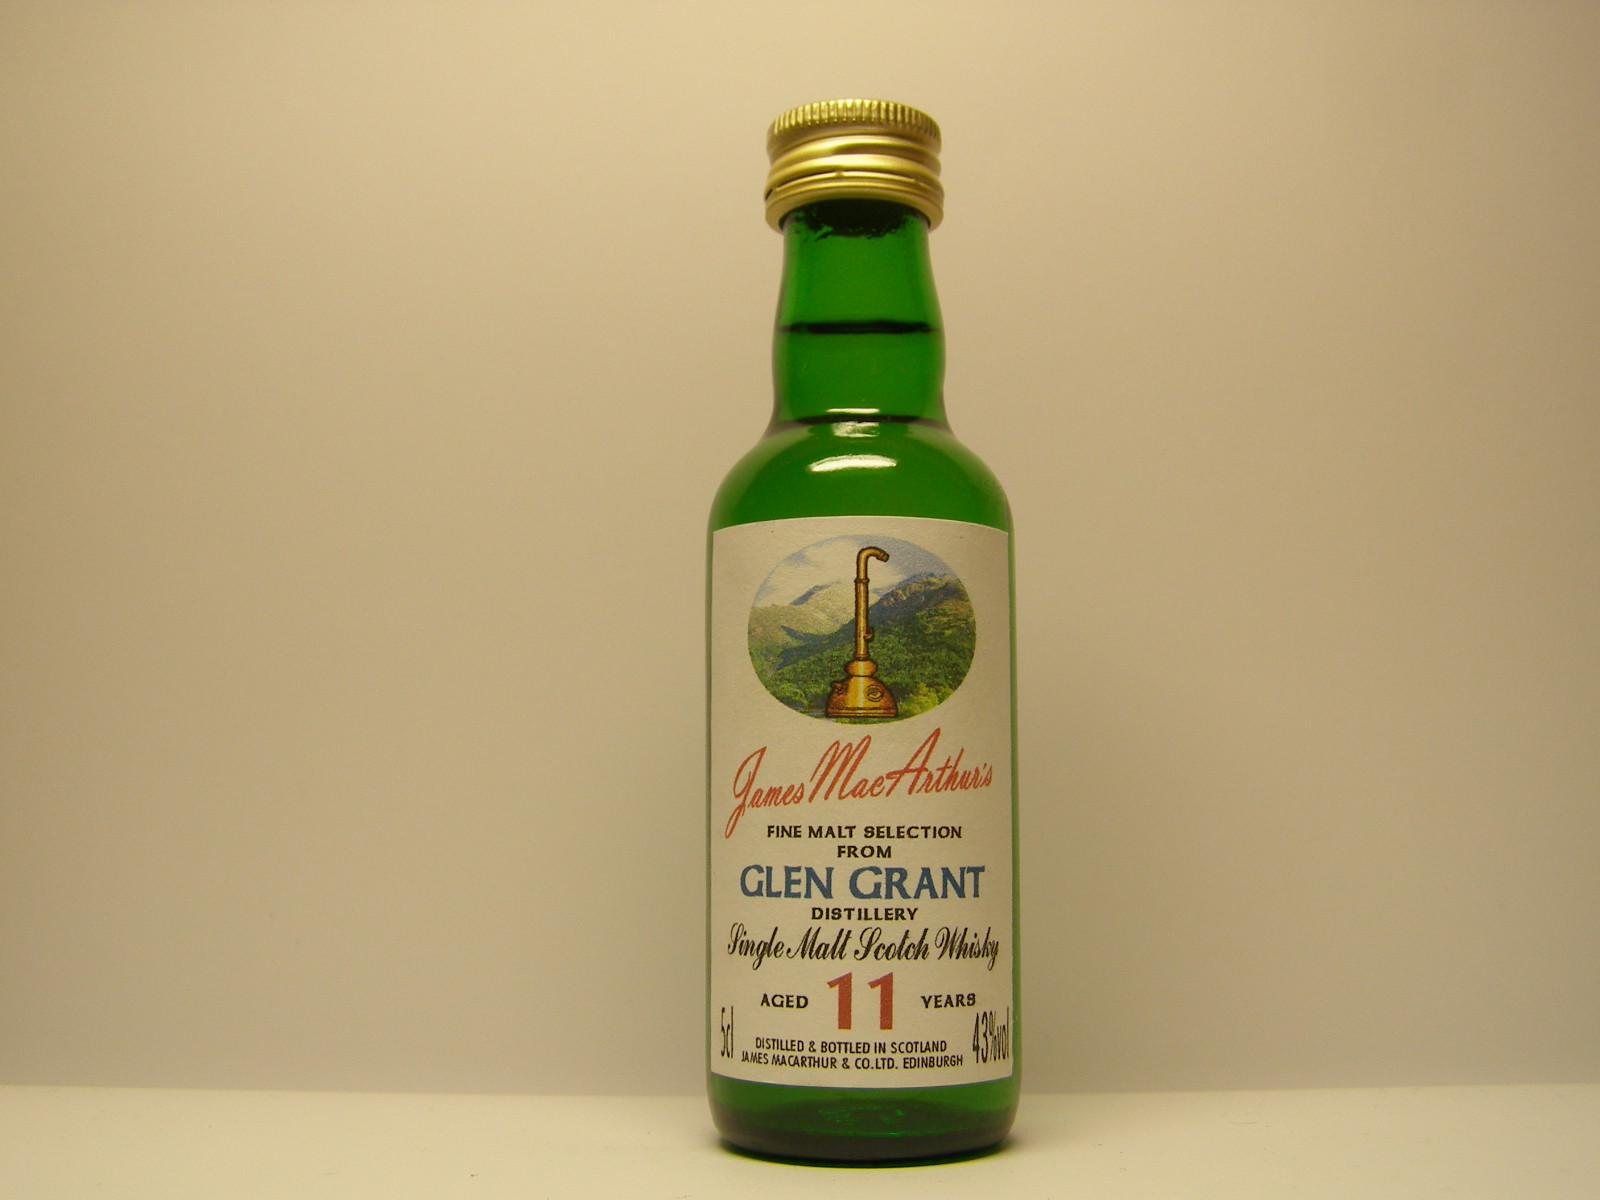 James MacArthur's
FINE MALT SELECTION
FROM
GLEN GRANT
DISTILLERY
Single Malt Scotch Whisky
AGED 11 YEARS
5cl 43%vol
DISTILLED & BOTTLED IN SCOTLAND
JAMES MACARTHUR & CO.LTD. EDINBURGH